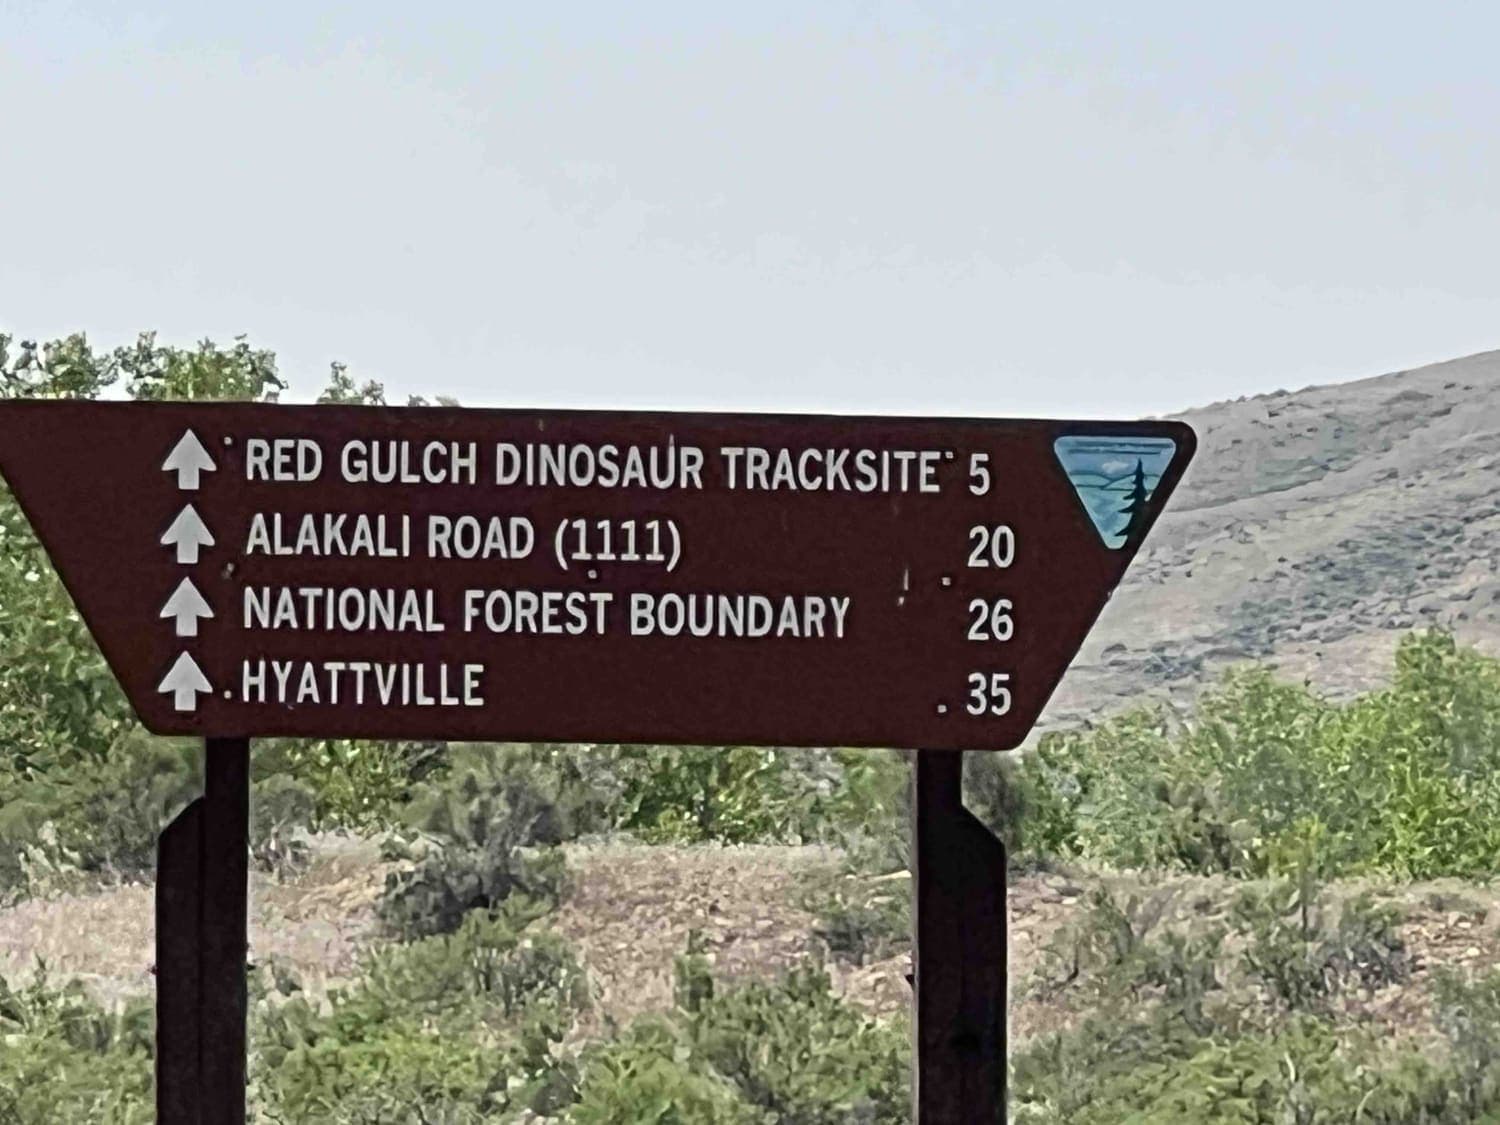 RED GULCH DINOSAUR TRACKSITE 5
ALAKALI ROAD (1111) 20
NATIONAL FOREST BOUNDARY 26
HYATTVILLE 35